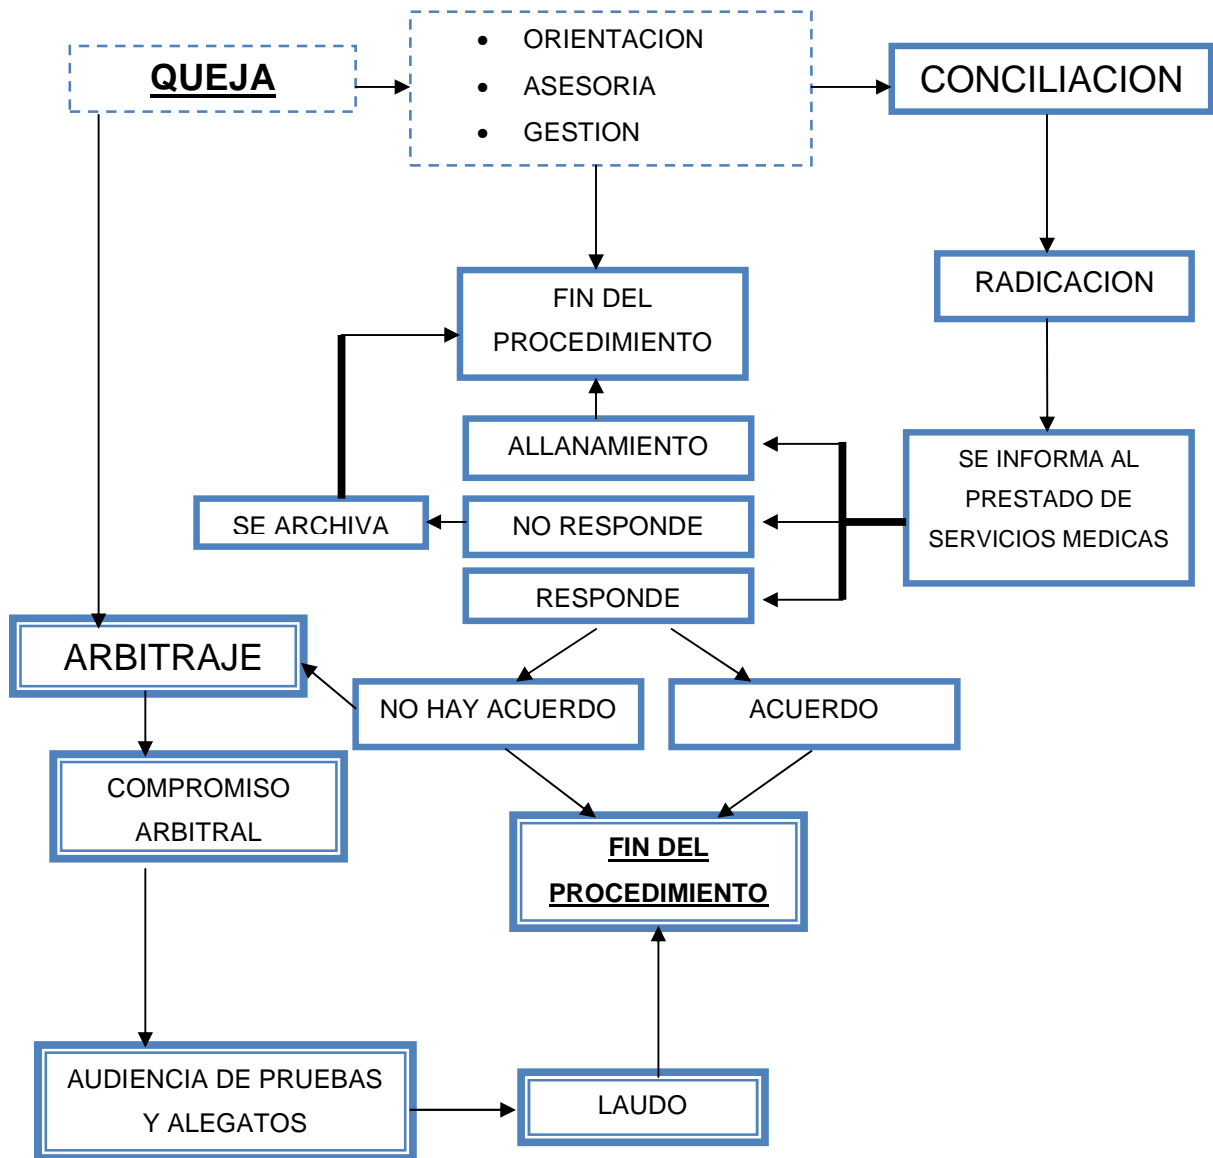 QUEJA
• ORIENTACION
• ASESORIA
• GESTION
CONCILIACION
RADICACION
FIN DEL
PROCEDIMIENTO
ALLANAMIENTO
SE INFORMA AL
PRESTADO DE
SERVICIOS MEDICAS
SE ARCHIVA
NO RESPONDE
RESPONDE
ARBITRAJE
NO HAY ACUERDO
ACUERDO
COMPROMISO
ARBITRAL
FIN DEL
PROCEDIMIENTO
AUDIENCIA DE PRUEBAS
Y ALEGATOS
LAUDO